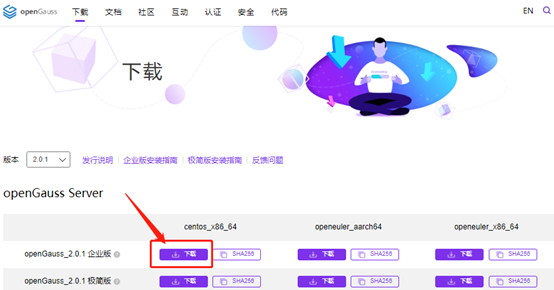 openGauss 下载 文档 社区 互动 认证 安全 代码 EN
下载
版本 2.0.1 发行说明 企业版安装指南 极简版安装指南 反馈问题
openGauss Server
centos_x86_64 openeuler_aarch64 openeuler_x86_64
openGauss_2.0.1 企业版 下载 SHA256 下载 SHA256 下载 SHA256
openGauss_2.0.1 极简版 下载 SHA256 下载 SHA256 下载 SHA256